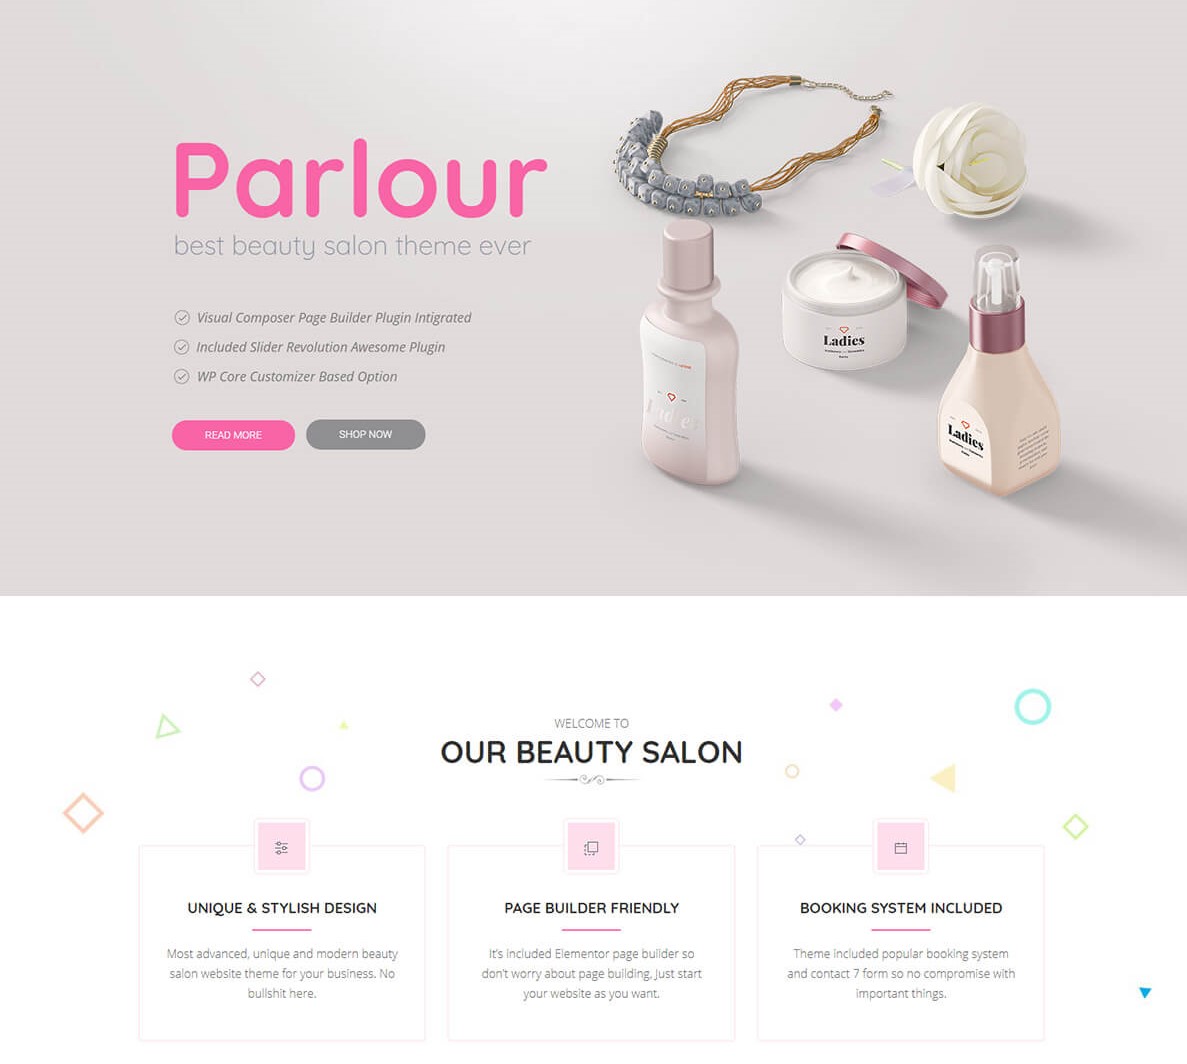 Parlour
best beauty salon theme ever
Visual Composer Page Builder Plugin Intigrated
Included Slider Revolution Awesome Plugin
WP Core Customizer Based Option
READ MORE
SHOP NOW
Ladies
Ladies
Ladies
WELCOME TO
OUR BEAUTY SALON
UNIQUE & STYLISH DESIGN
Most advanced, unique and modern beauty
salon website theme for your business. No
bullshit here.
PAGE BUILDER FRIENDLY
It's included Elementor page builder so
don't worry about page building, Just start
your website as you want.
BOOKING SYSTEM INCLUDED
Theme included popular booking system
and contact 7 form so no compromise with
important things.